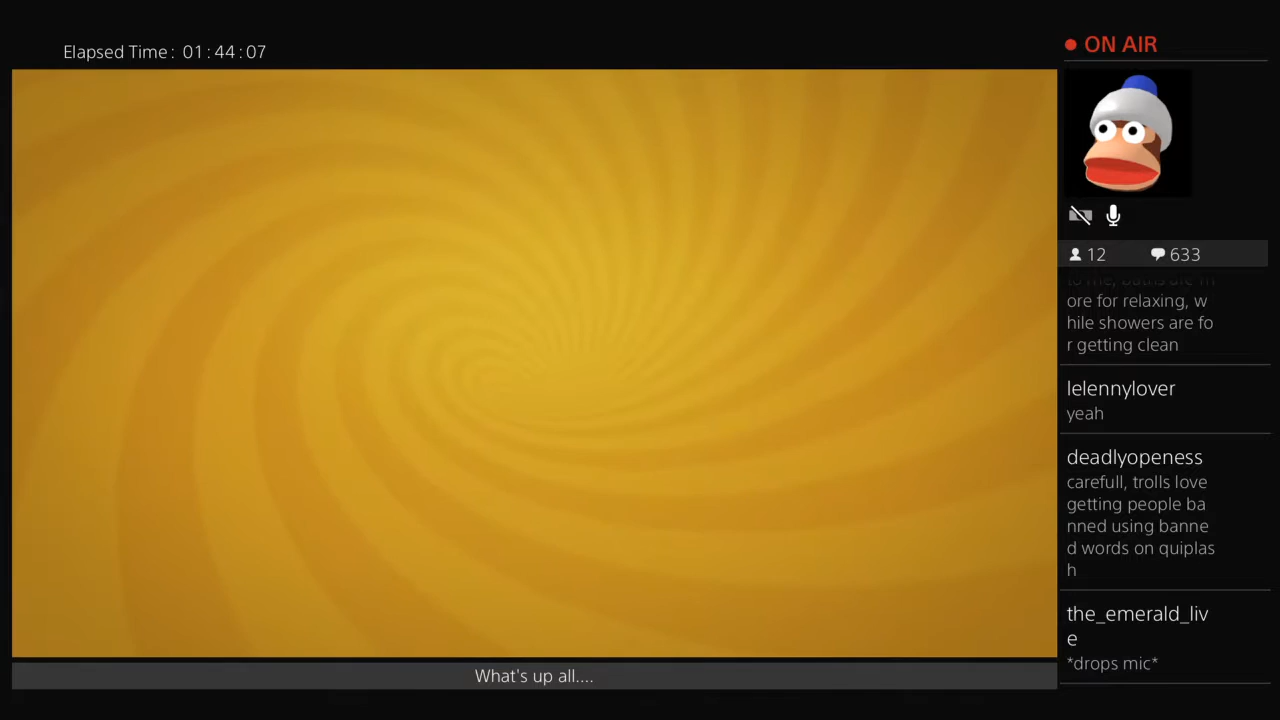 Elapsed Time: 01:44:07
ON AIR
12 633
ore for relaxing, w
hile showers are fo
r getting clean
lelennylover
yeah
deadlyopeness
carefull, trolls love
getting people ba
nned using banne
d words on quiplas
h
the_emerald_liv
e
*drops mic*
What's up all....